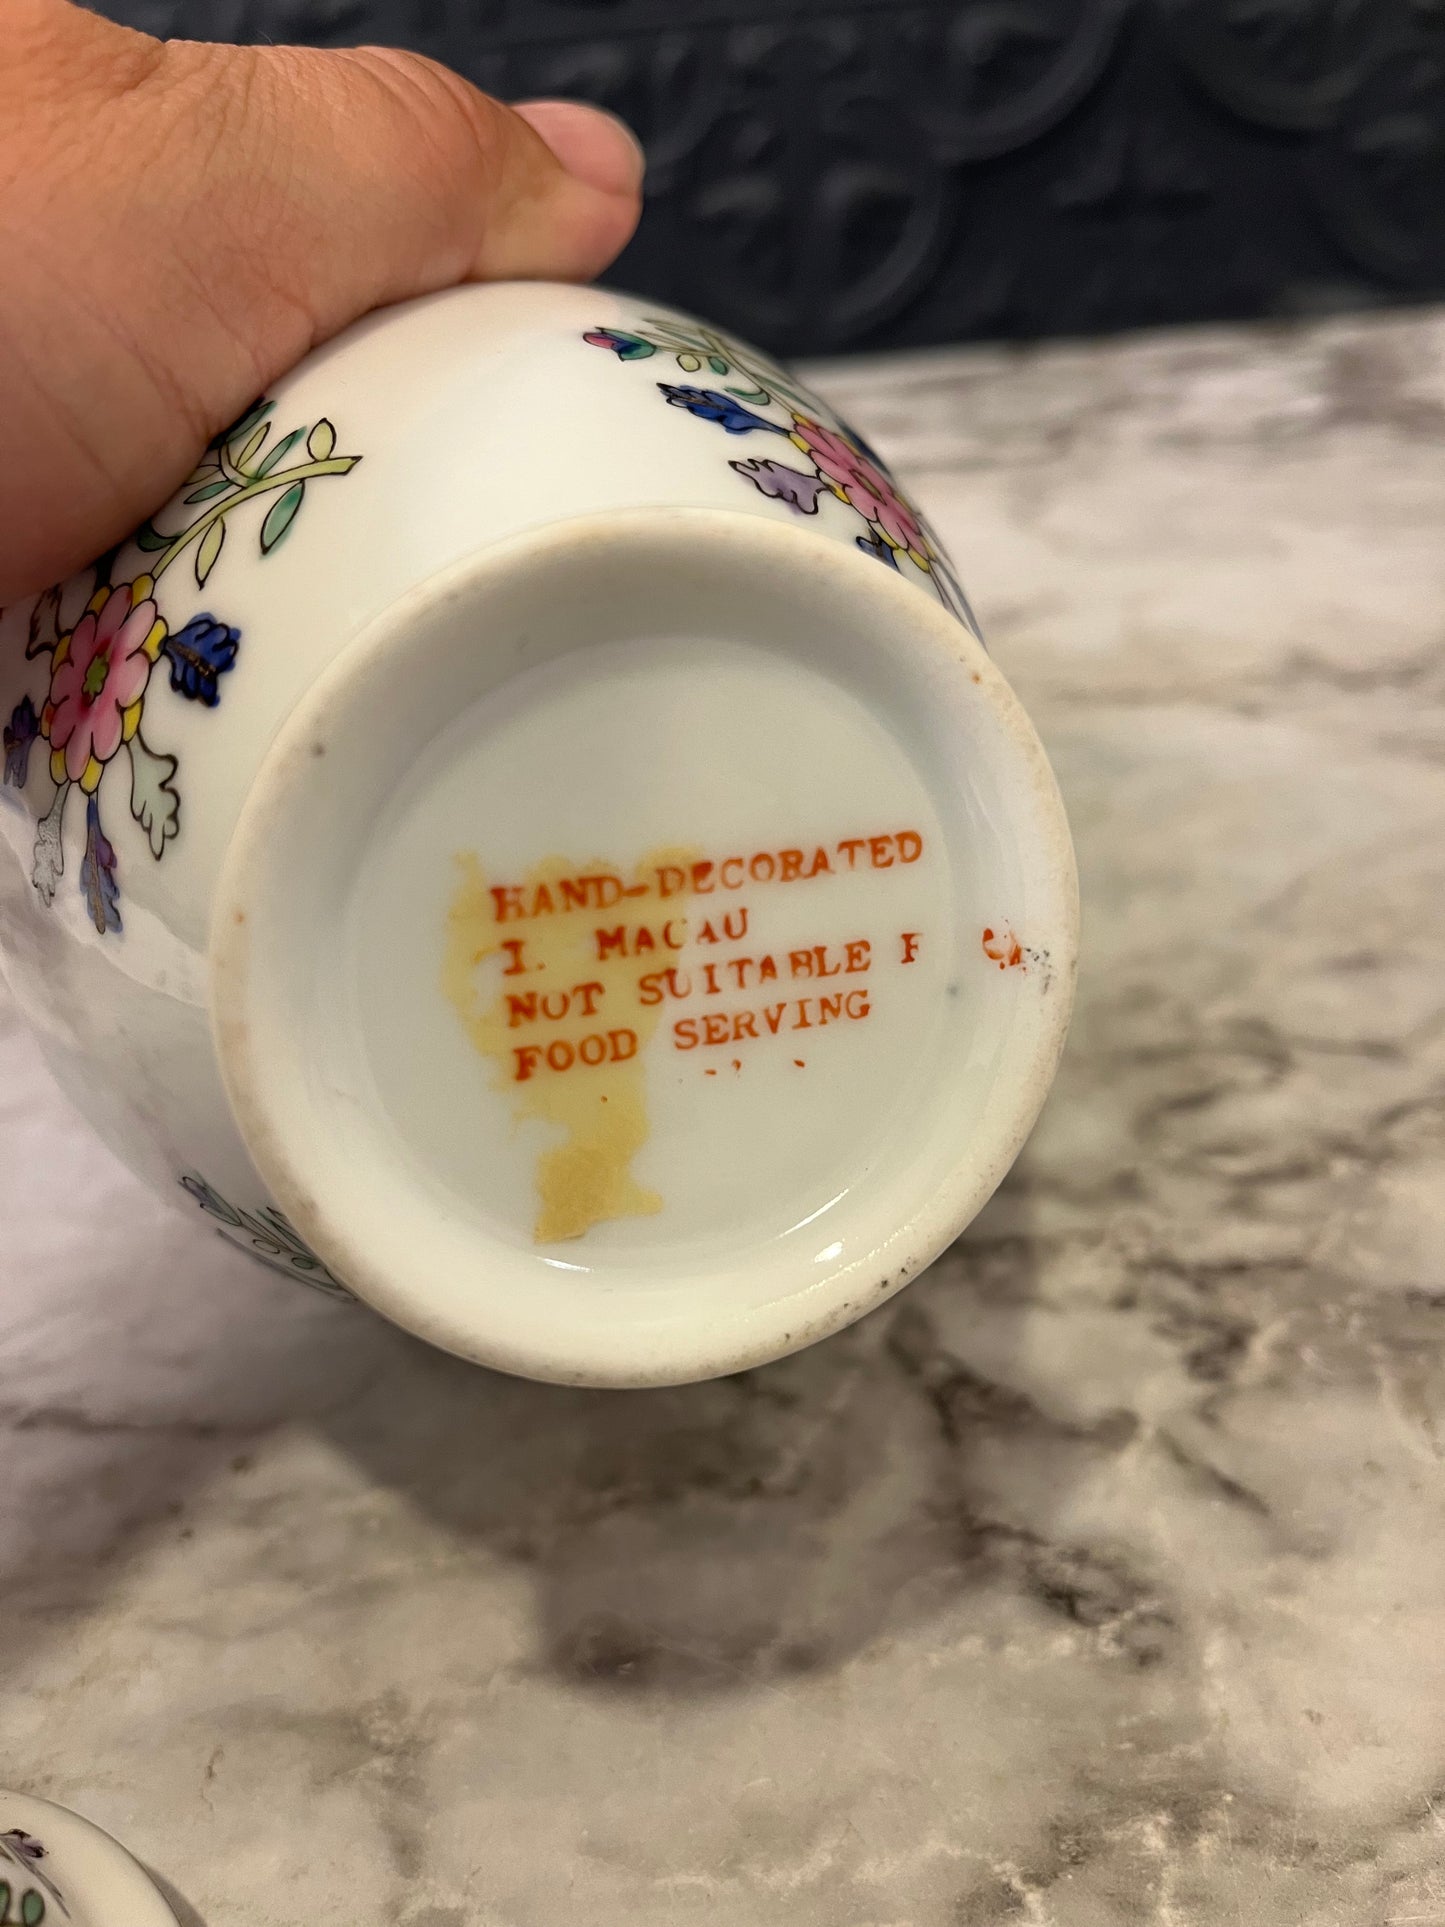 HAND-DECORATED
I. MACAU
NOT SUITABLE F
FOOD SERVING